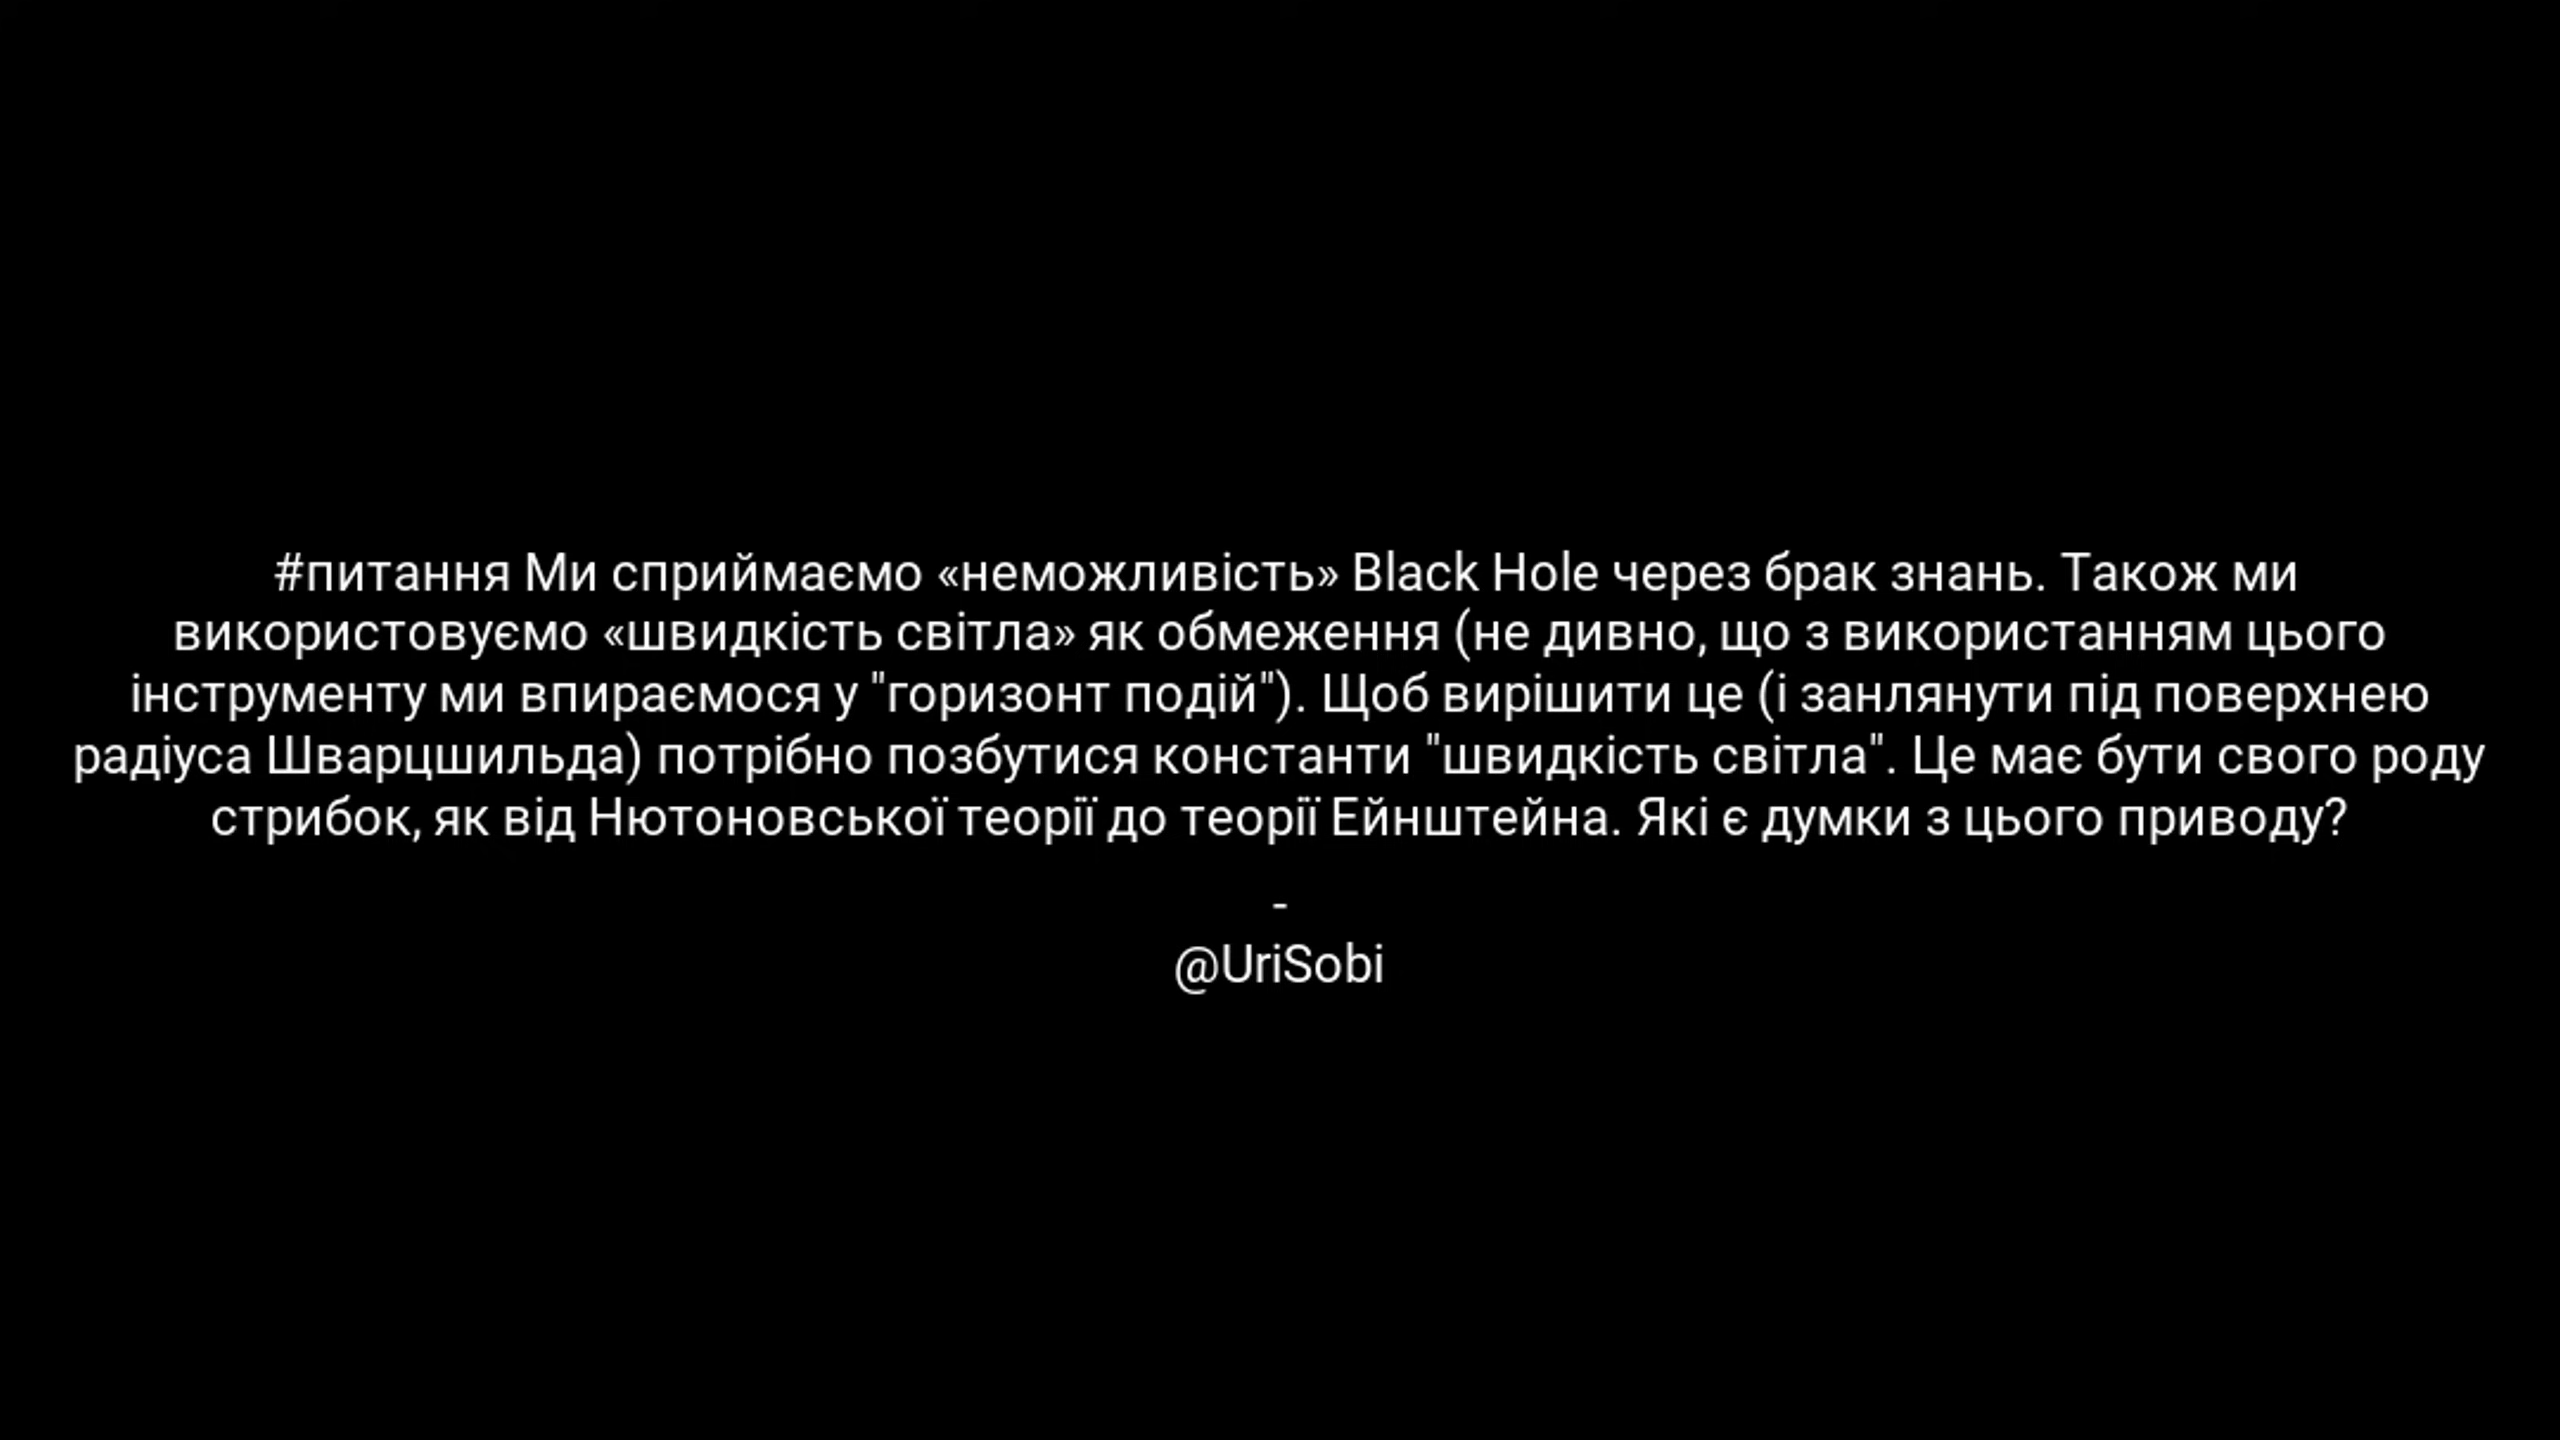 #питання Ми сприймаємо «неможливість» Black Hole через брак знань. Також ми
використовуємо «швидкість світла» як обмеження (не дивно, що з використанням цього
інструменту ми впираємося у "горизонт подій"). Щоб вирішити це (і занлянути під поверхнею
радіуса Шварцшильда) потрібно позбутися константи "швидкість світла". Це має бути свого роду
стрибок, як від Нютоновської теорії до теорії Ейнштейна. Які є думки з цього приводу?
-
@UriSobi